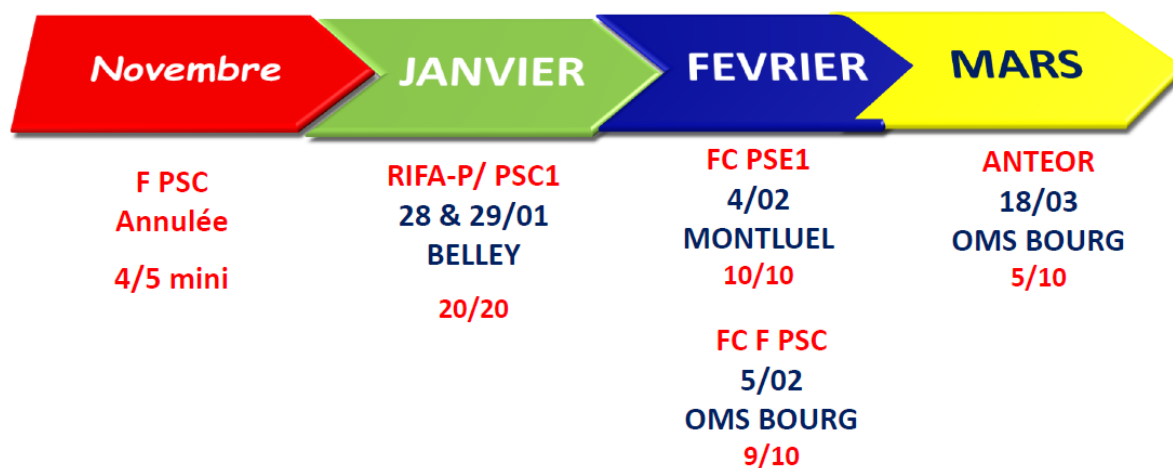 Novembre
JANVIER
FEVRIER
MARS
F PSC
Annulée
4/5 mini
RIFA-P/ PSC1
28 & 29/01
BELLEY
20/20
FC PSE1
4/02
MONTLUEL
10/10
FC F PSC
5/02
OMS BOURG
9/10
ANTEOR
18/03
OMS BOURG
5/10